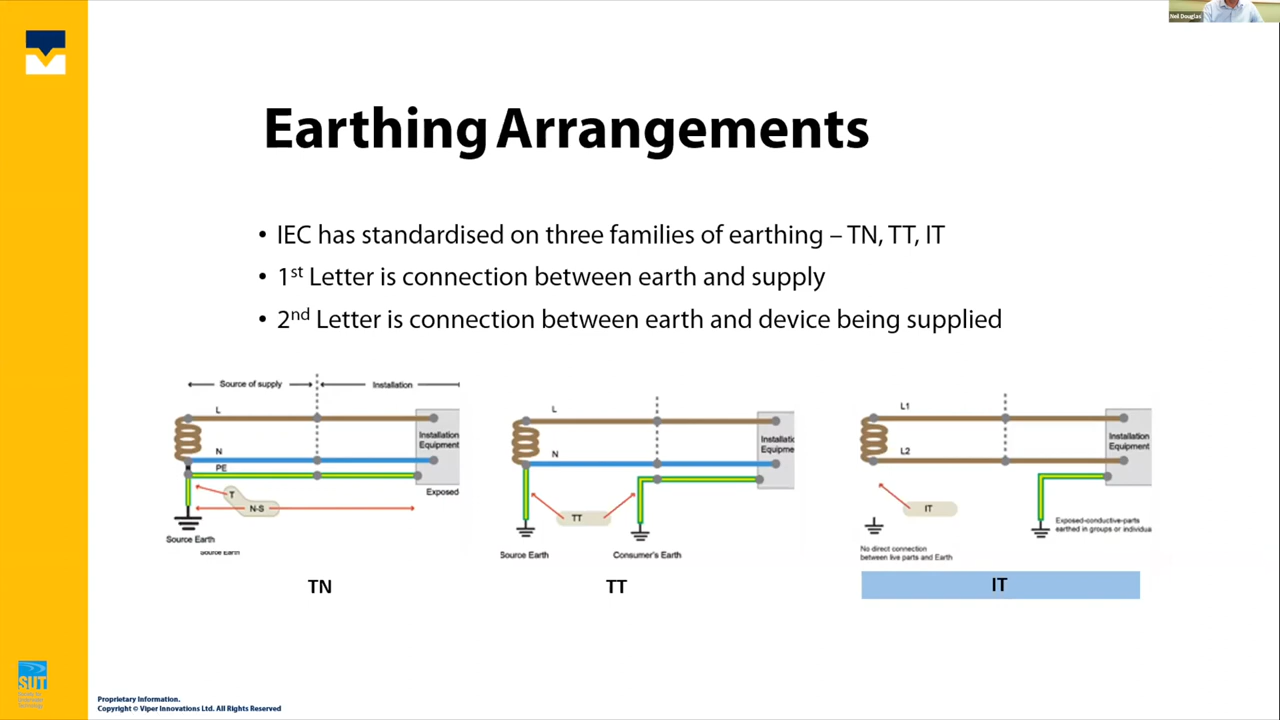 Neil Douglas
Earthing Arrangements
• IEC has standardised on three families of earthing – TN, TT, IT
• 1st Letter is connection between earth and supply
• 2nd Letter is connection between earth and device being supplied
Source of supply
Installation
L
N
PE
Installation
Equipment
Exposed
T
N-S
Source Earth
Source Earth
TN
L
N
Installatic
Equipme
TT
Source Earth
Consumer's Earth
TT
L1
L2
Installation
Equipment
IT
No direct connection
between live parts and Earth
Exposed-conductive-parts
earthed in groups or individua
IT
SUT
Proprietary Information.
Copyright © Viper Innovations Ltd. All Rights Reserved